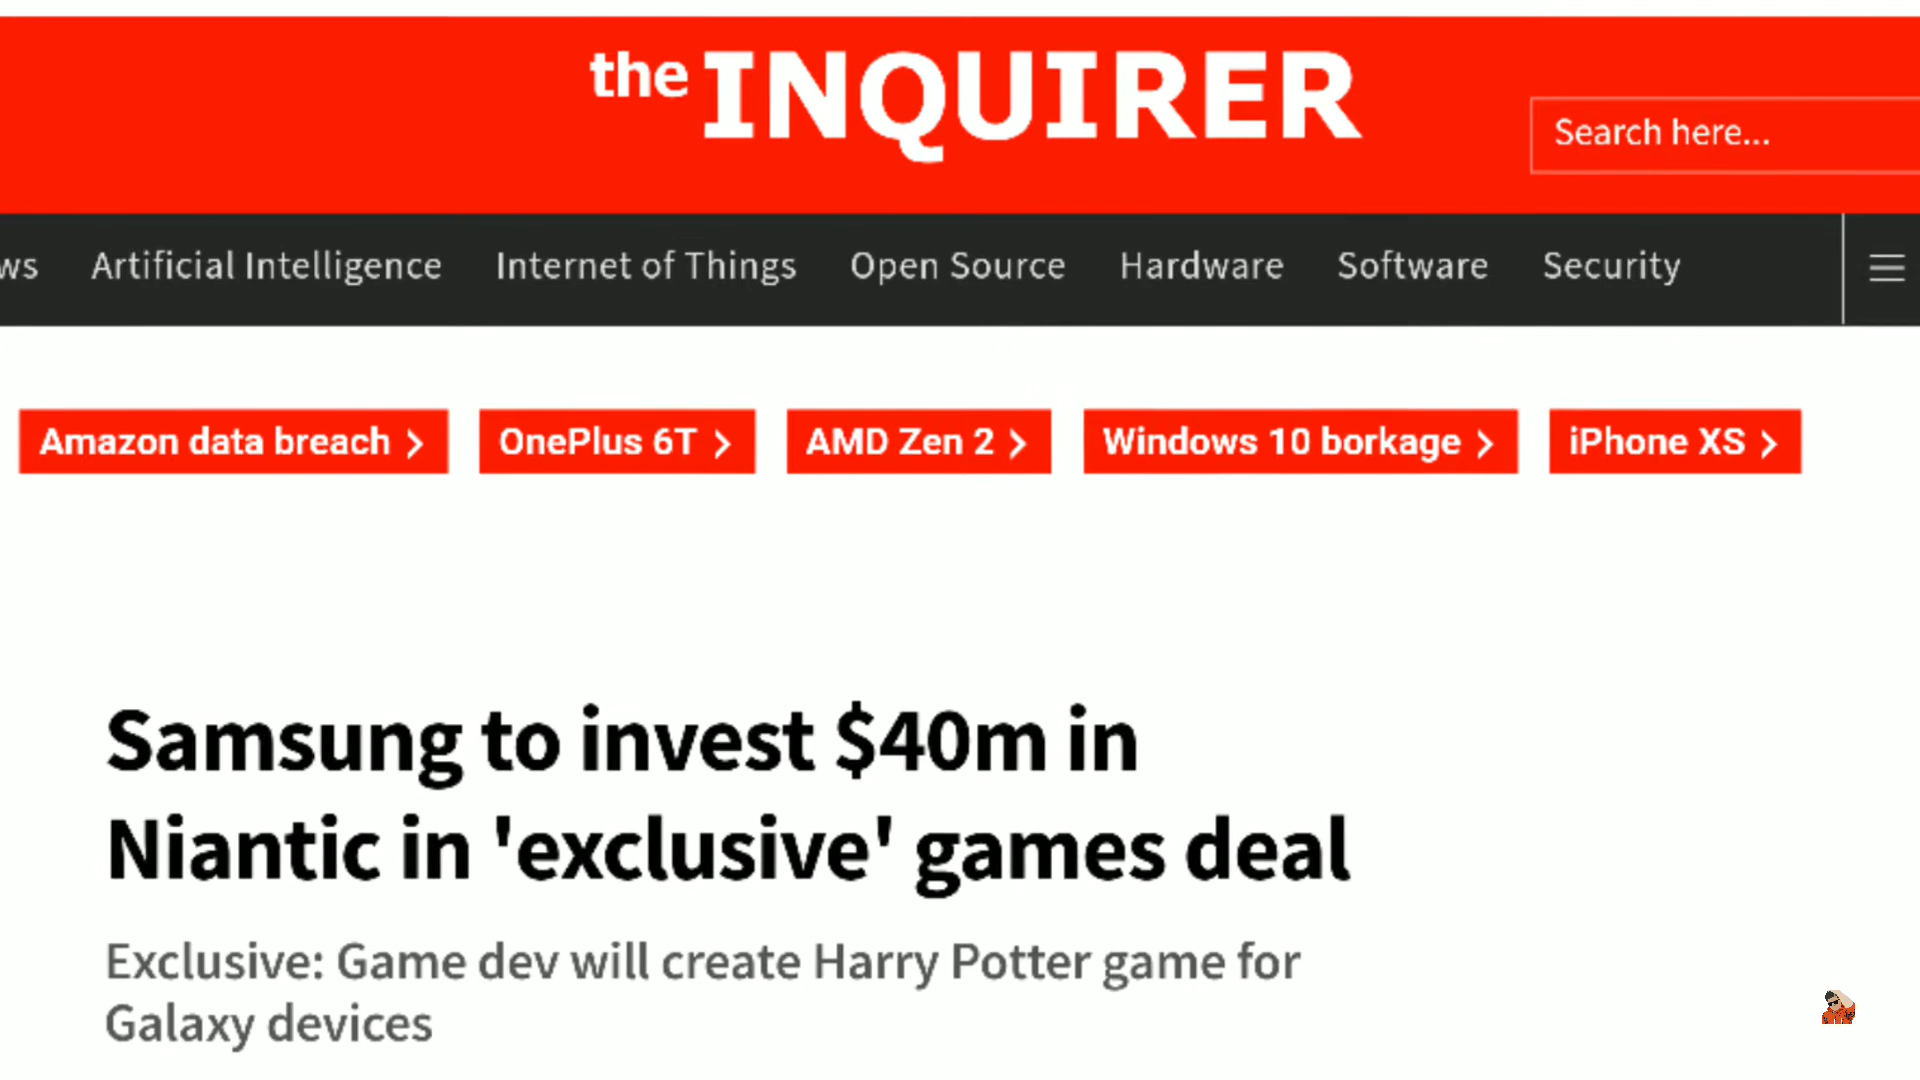 the INQUIRER
Search here...
ws Artificial Intelligence Internet of Things Open Source Hardware Software Security
Amazon data breach OnePlus 6T AMD Zen 2 Windows 10 borkage iPhone XS
Samsung to invest $40m in
Niantic in 'exclusive' games deal
Exclusive: Game dev will create Harry Potter game for
Galaxy devices